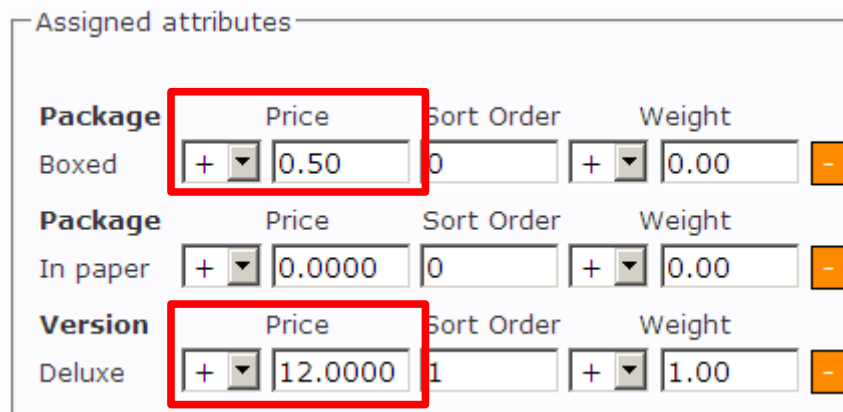 Assigned attributes
Package Price Sort Order Weight
Boxed + 0.50 0 + 0.00 -
Package Price Sort Order Weight
In paper + 0.0000 0 + 0.00 -
Version Price Sort Order Weight
Deluxe + 12.0000 1 + 1.00 -